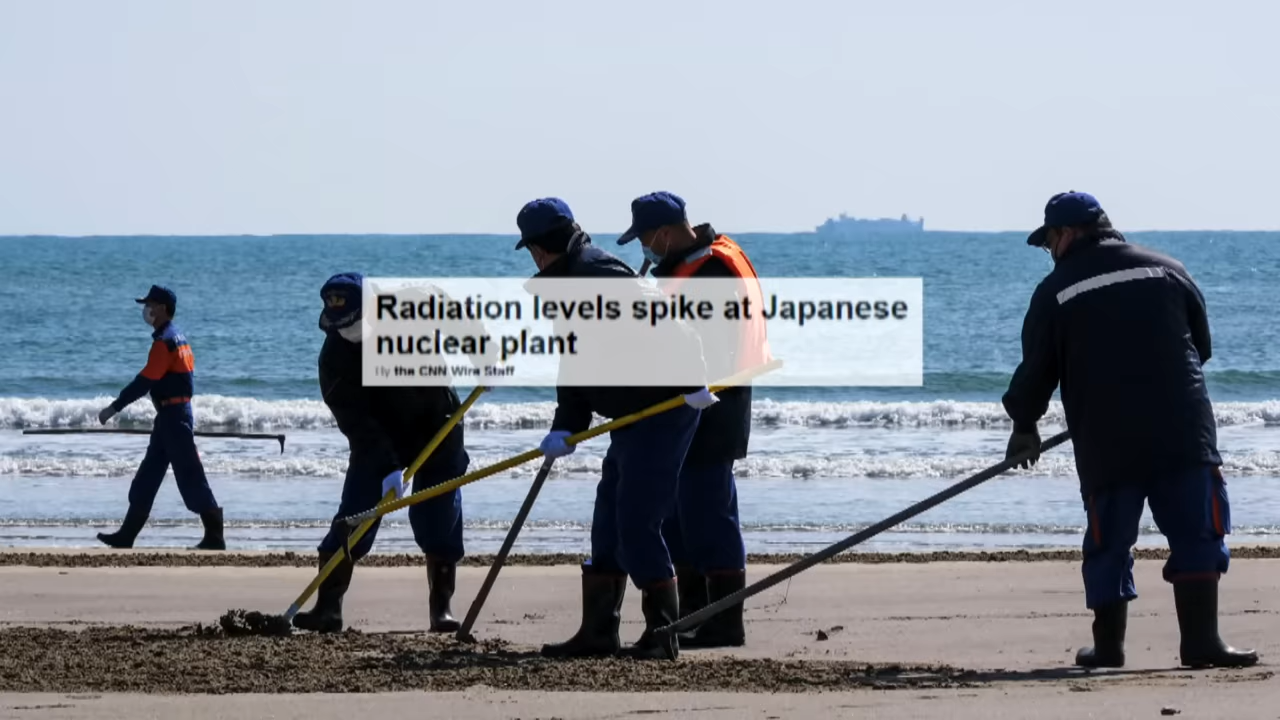 Radiation levels spike at Japanese
nuclear plant
By the CNN Wire Staff